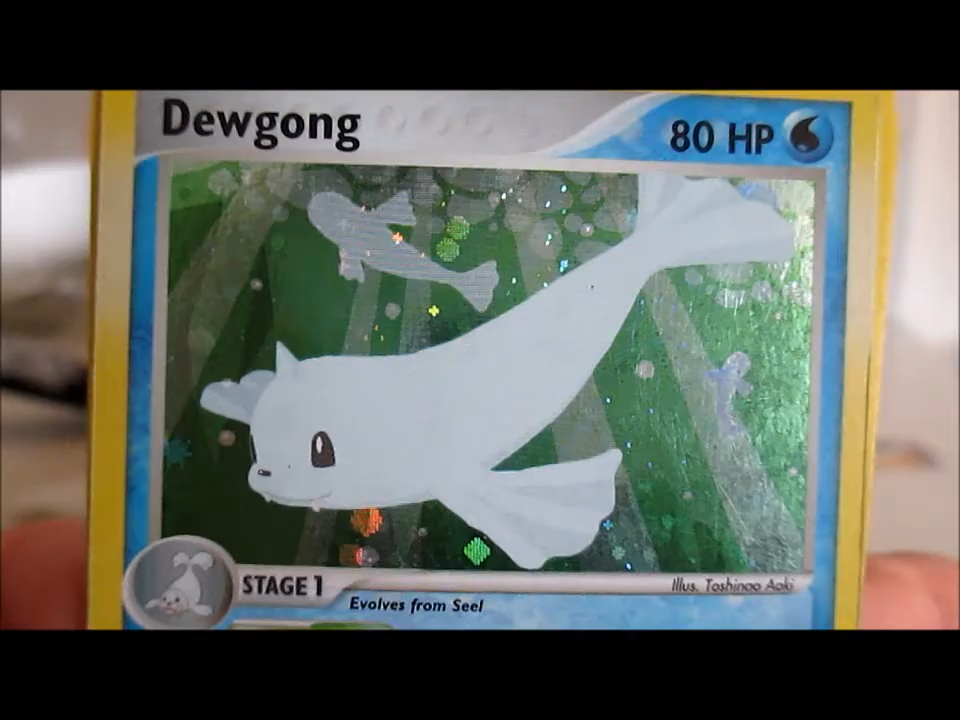 Dewgong
80 HP
STAGE 1
Illus. Toshinao Aoki
Evolves from Seel